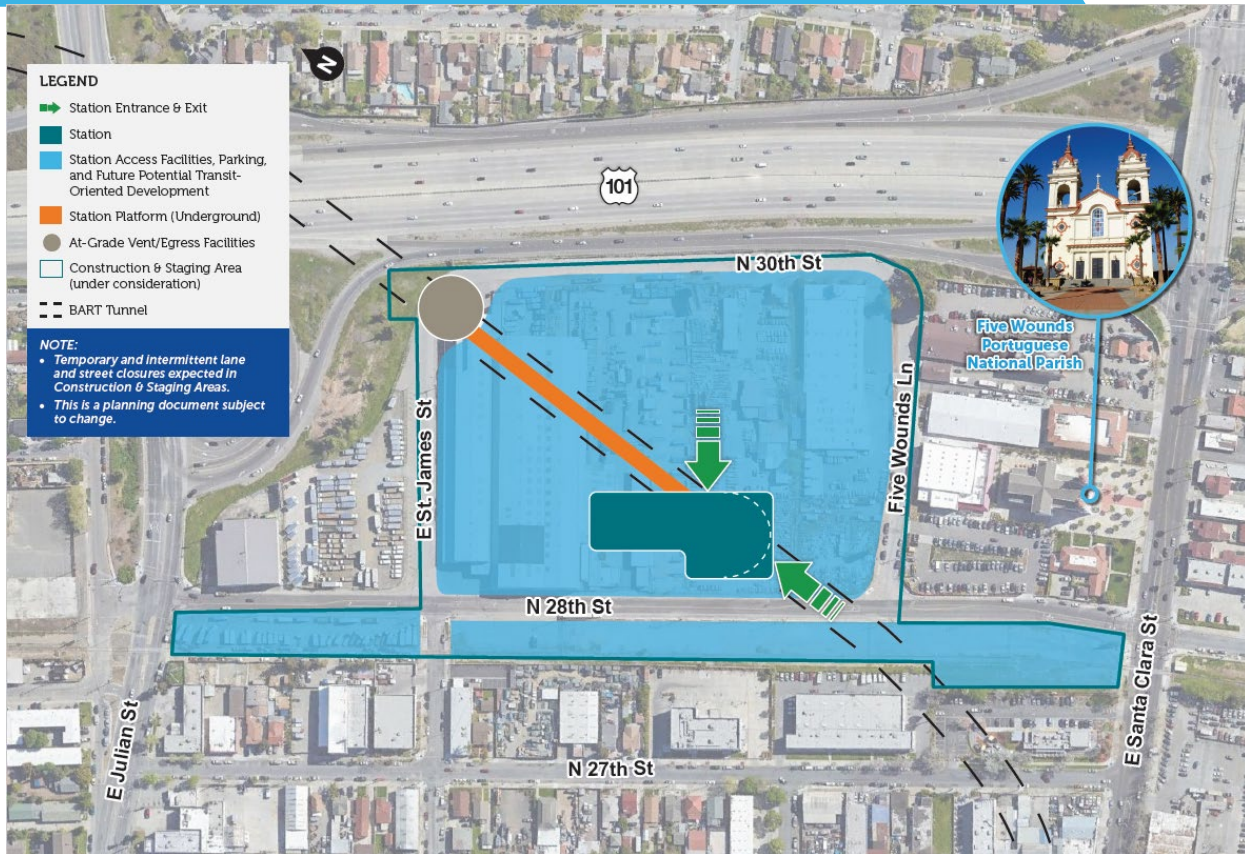 N
LEGEND
Station Entrance & Exit
Station
Station Access Facilities, Parking,
and Future Potential Transit-
Oriented Development
Station Platform (Underground)
At-Grade Vent/Egress Facilities
Construction & Staging Area
(under consideration)
BART Tunnel
NOTE:
• Temporary and intermittent lane
and street closures expected in
Construction & Staging Areas.
• This is a planning document subject
to change.
101
N 30th St
Five Wounds
Portuguese
National Parish
E St. James St
Five Wounds Ln
N 28th St
E Julian St
E Santa Clara St
N 27th St